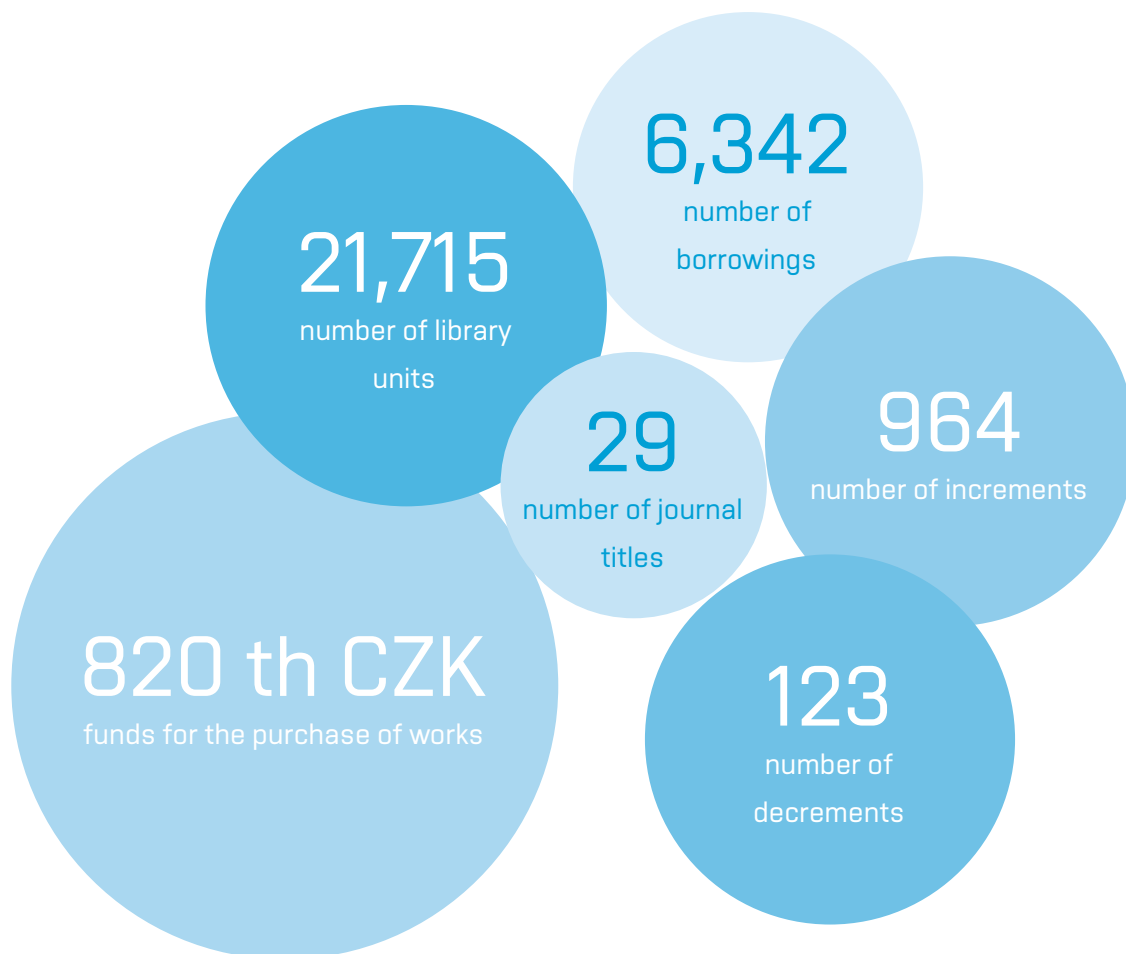 6,342
number of
borrowings
21,715
number of library
units
964
number of increments
29
number of journal
titles
820 th CZK
funds for the purchase of works
123
number of
decrements